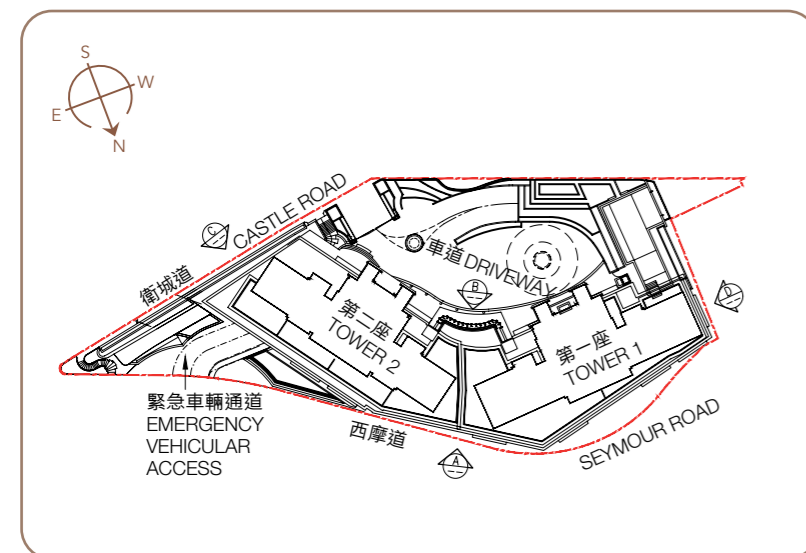 S
W
E
N
CASTLE ROAD
C
衛城道
車道 DRIVEWAY
B
D
第二座
TOWER 2
第一座
TOWER 1
緊急車輛通道
EMERGENCY
VEHICULAR
ACCESS
西摩道
A
SEYMOUR ROAD